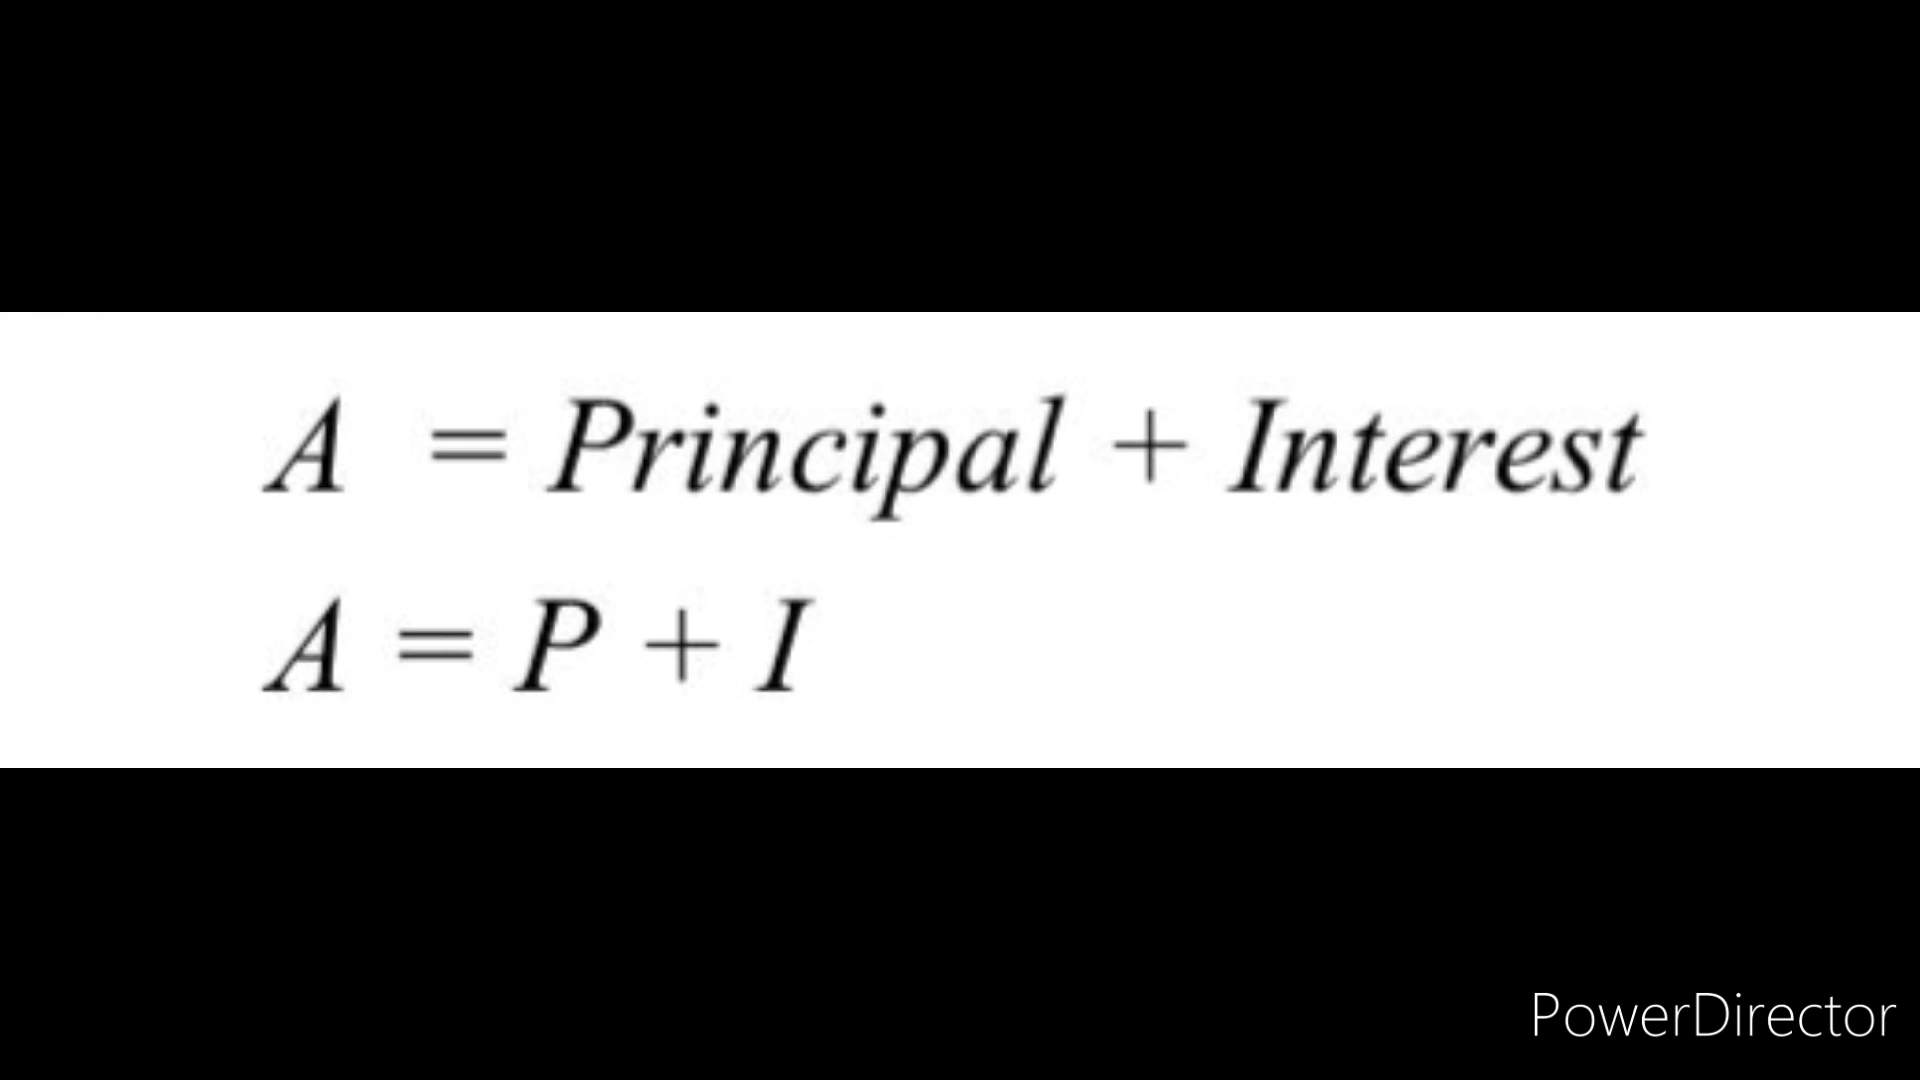 A = Principal + Interest
A = P + I
PowerDirector